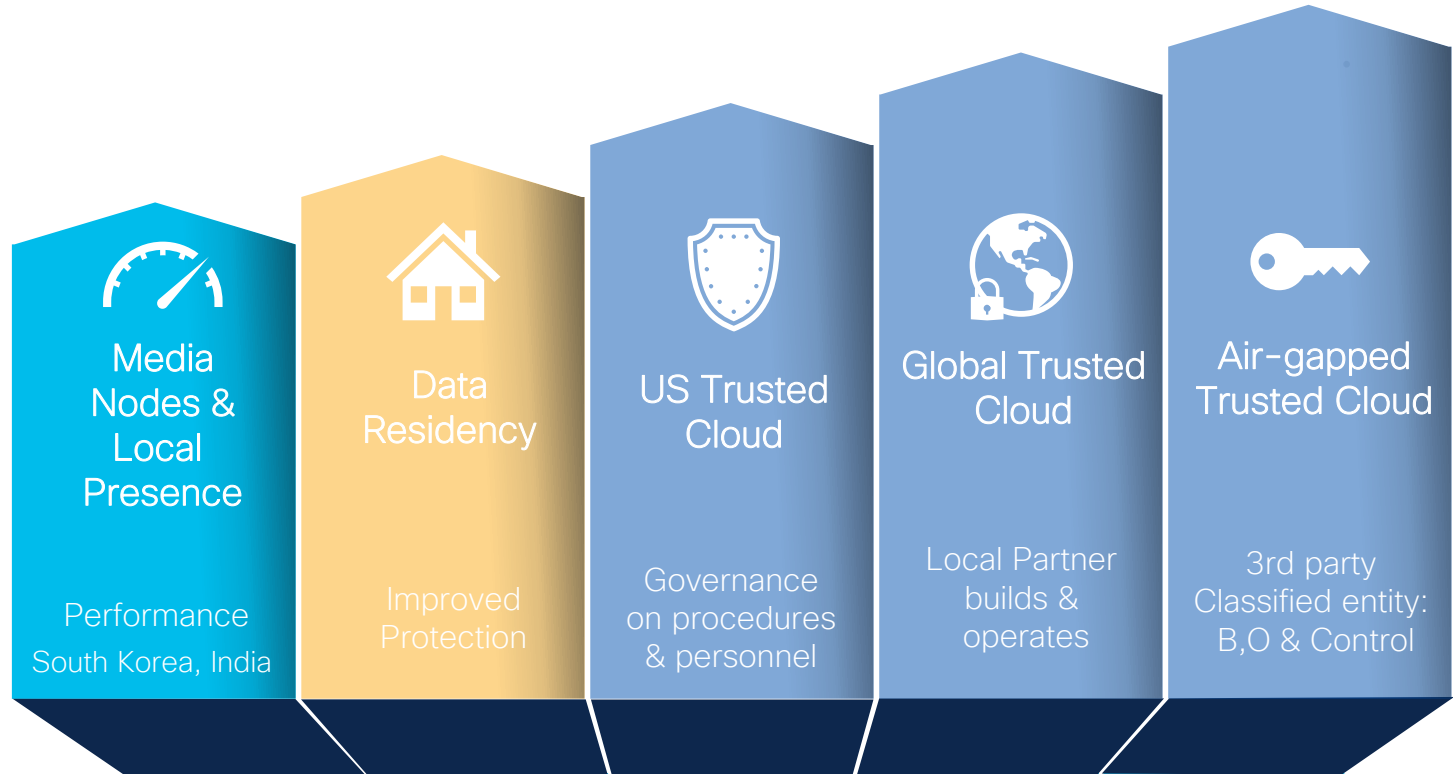 Media
Nodes &
Local
Presence
Performance
South Korea, India
Data
Residency
Improved
Protection
US Trusted
Cloud
Governance
on procedures
& personnel
Global Trusted
Cloud
Local Partner
builds &
operates
Air-gapped
Trusted Cloud
3rd party
Classified entity:
B,O & Control